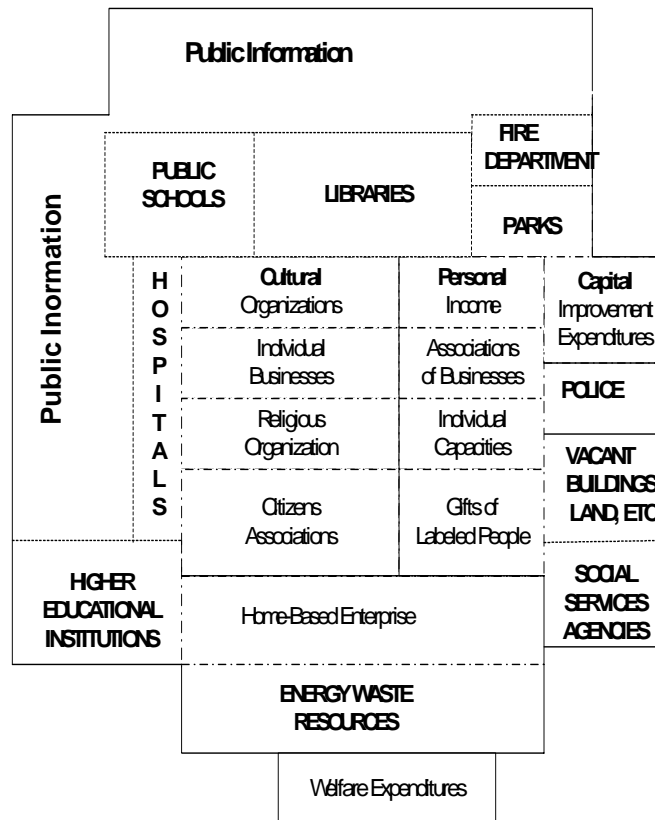 Public Information
FIRE
DEPARTMENT
PUBLIC
SCHOOLS
LIBRARIES
PARKS
Public Inormation
HOSPITALS
Cultural
Organizations
Personal
Income
Capital
Improvement
Expenditures
Individual
Businesses
Associations
of Businesses
POLICE
Religious
Organization
Individual
Capacities
VACANT
BUILDINGS,
LAND, ETC
Citizens
Associations
Gifts of
Labeled People
HIGHER
EDUCATIONAL
INSTITUTIONS
Home-Based Enterprise
SOCIAL
SERVICES
AGENCIES
ENERGY WASTE
RESOURCES
Welfare Expenditures